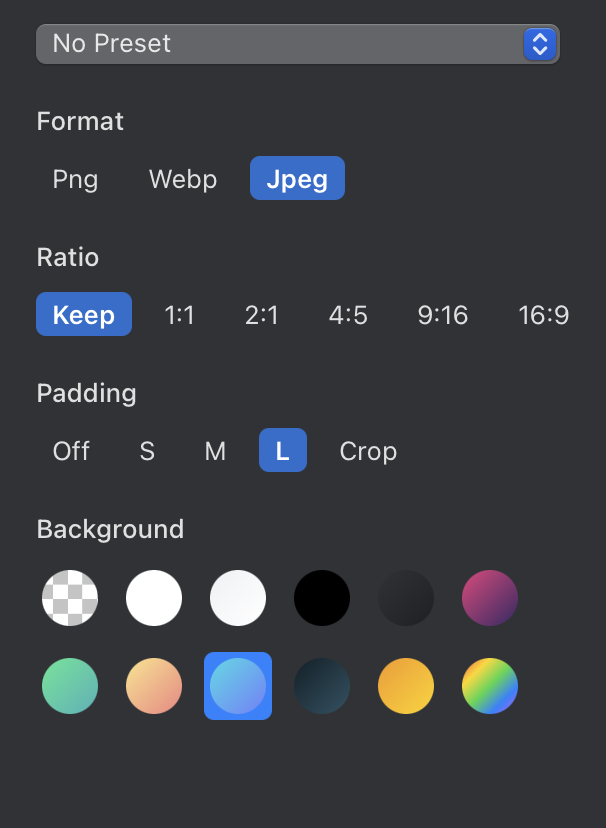 No Preset
Format
Png Webp Jpeg
Ratio
Keep 1:1 2:1 4:5 9:16 16:9
Padding
Off S M L Crop
Background